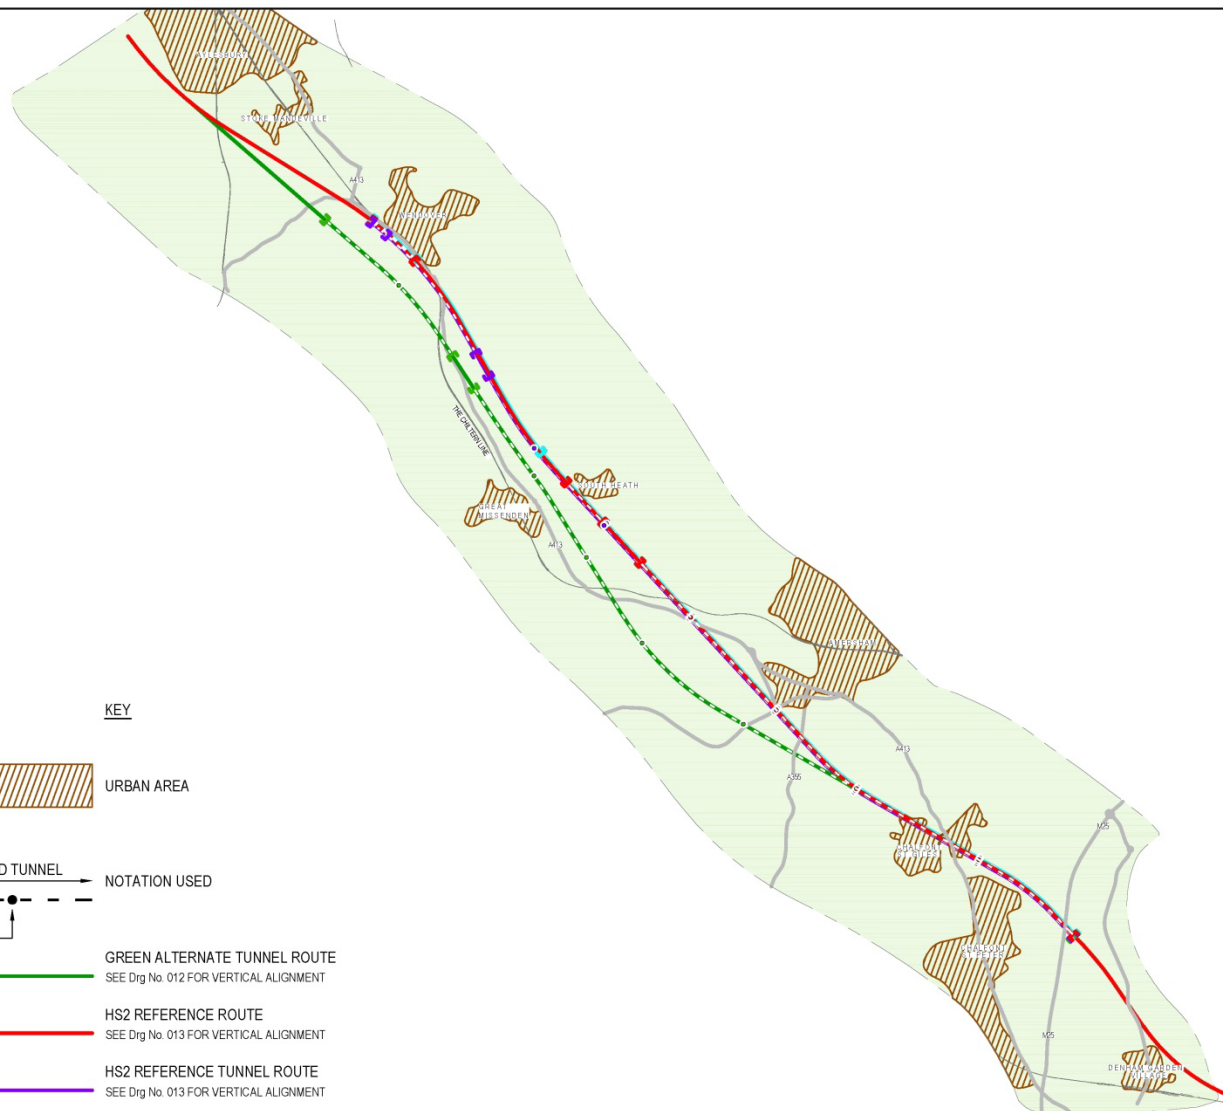 AYLESBURY
STOKE MANDEVILLE
A413
WENDOVER
THE CHILTERN LINE
SOUTH HEATH
GREAT
MISSENDEN
A413
AMERSHAM
A413
A355
M25
CHALFONT
ST GILES
CHALFONT
ST PETER
M25
DENHAM GARDEN
VILLAGE
KEY
URBAN AREA
D TUNNEL
NOTATION USED
GREEN ALTERNATE TUNNEL ROUTE
SEE Drg No. 012 FOR VERTICAL ALIGNMENT
HS2 REFERENCE ROUTE
SEE Drg No. 013 FOR VERTICAL ALIGNMENT
HS2 REFERENCE TUNNEL ROUTE
SEE Drg No. 013 FOR VERTICAL ALIGNMENT